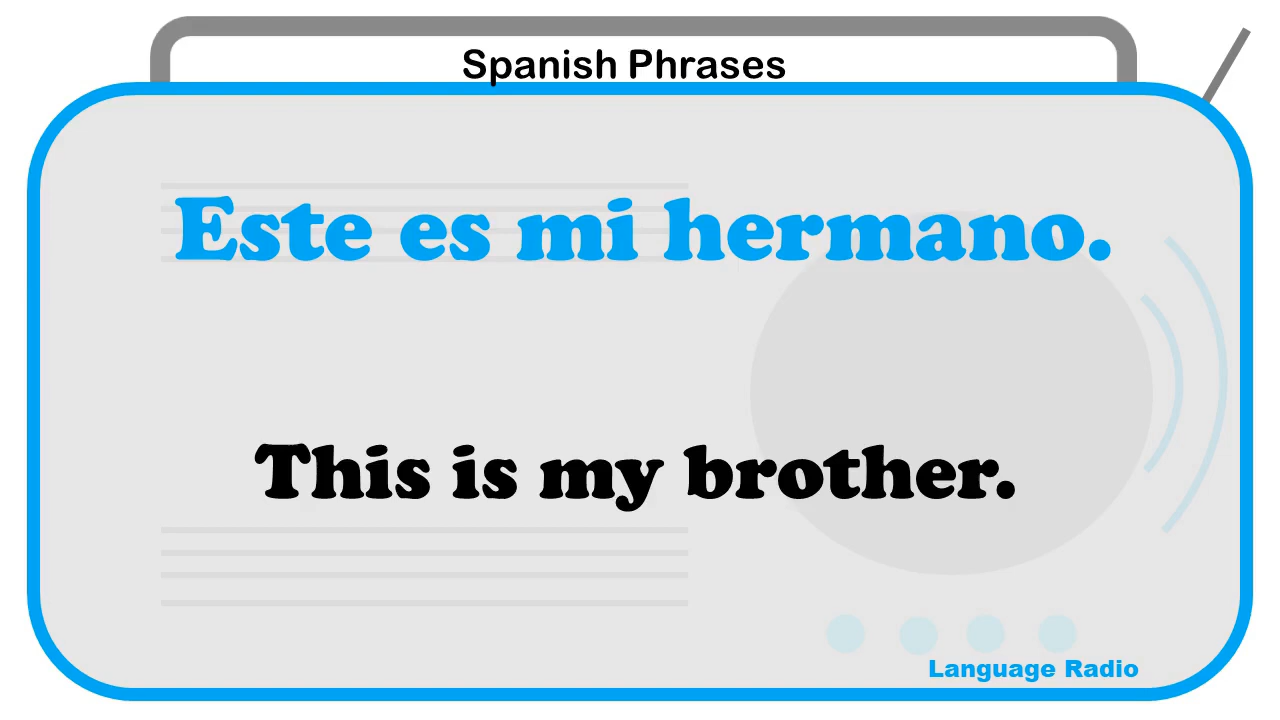 Spanish Phrases
Este es mi hermano.
This is my brother.
Language Radio